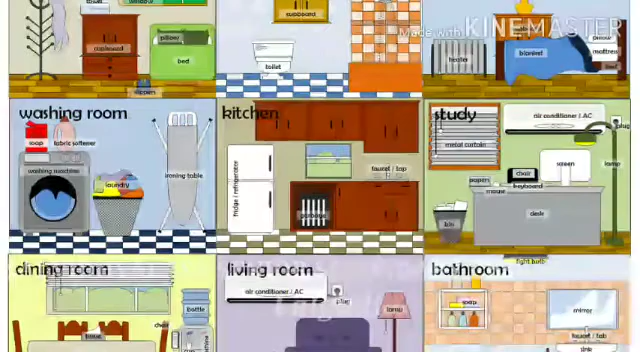 window
cupboard
Made with KINEMASTER
cupboard
pillow
bed
toilet
heater
blanket
mattress
slippers
washing room
kitchen
study
air conditioner / AC
plug
soap
fabric softener
metal curtain
washing machine
ironing table
faucet / tap
screen
lamp
laundry
fridge / refrigerator
papers
chair
mouse
keyboard
bin
desk
light bulb
dining room
living room
bathroom
air conditioner / AC
plug
soap
bottle
lamp
mirror
chair
faucet / tab
sink